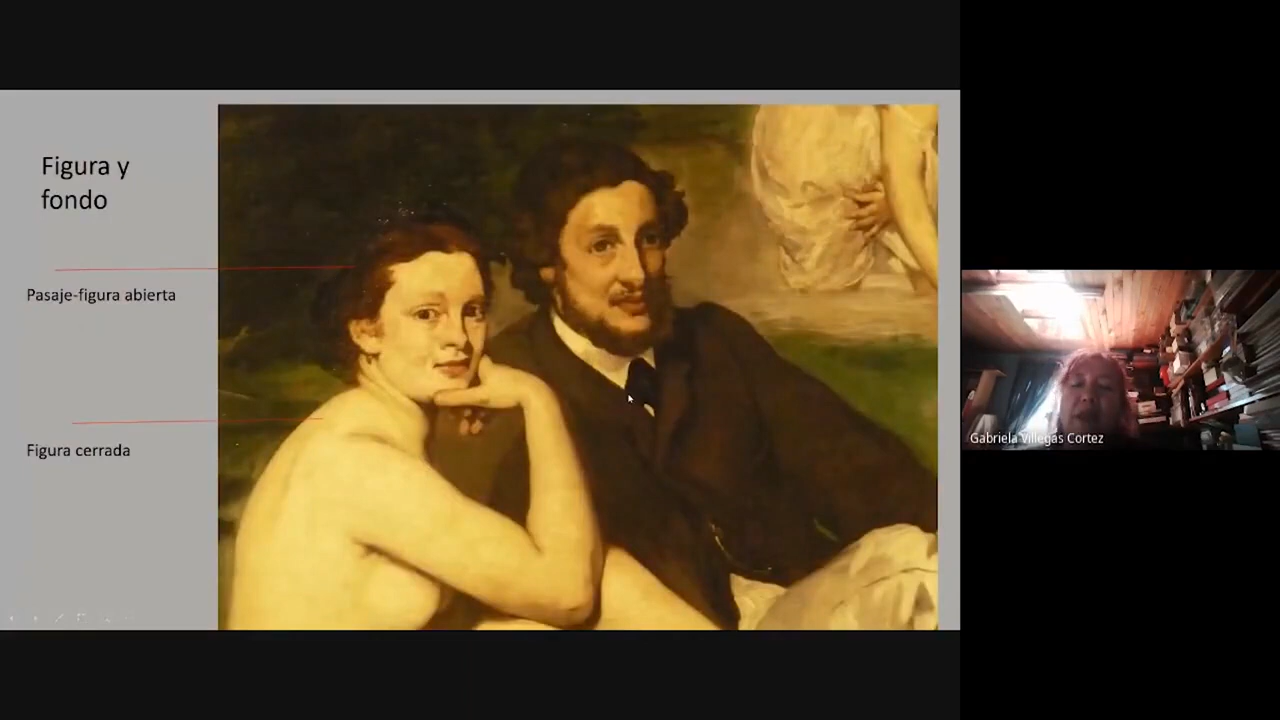 Figura y
fondo
Pasaje-figura abierta
Figura cerrada
Gabriela Villegas Cortez